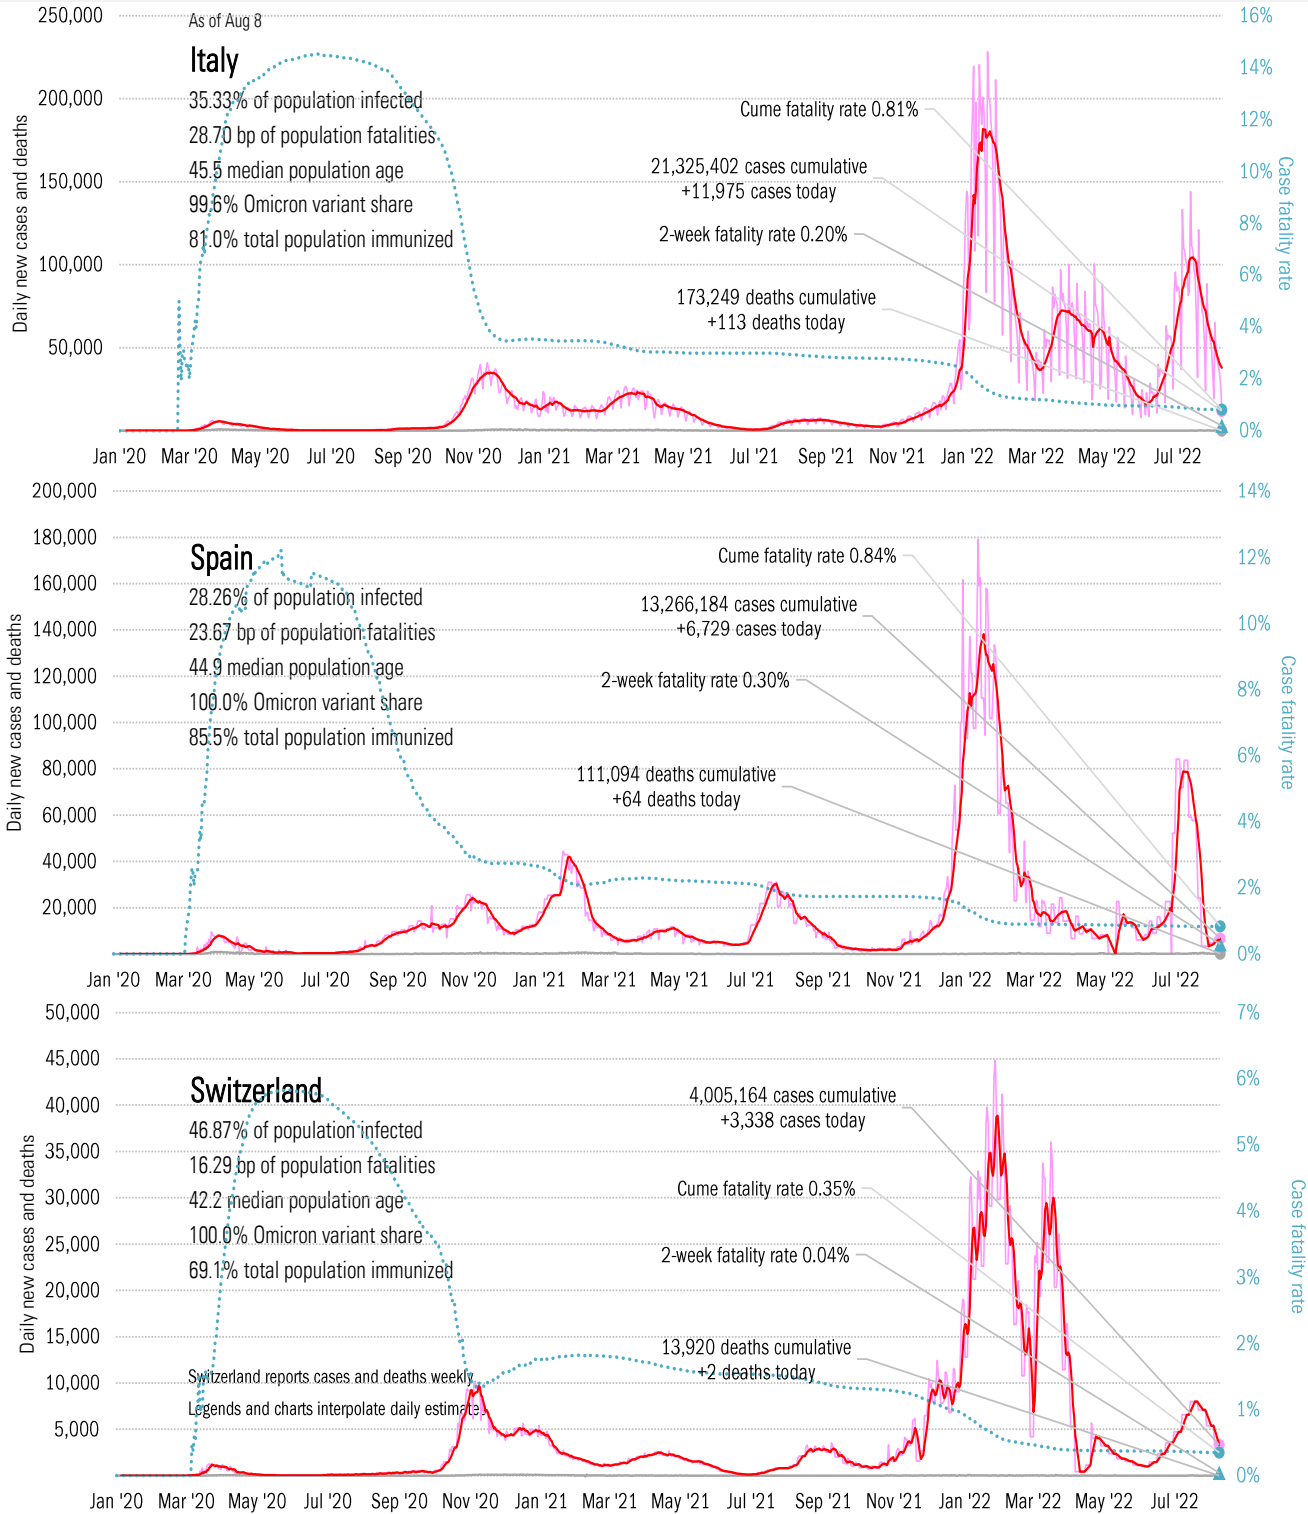 As of Aug 8
Italy
35.33% of population infected
28.70 bp of population fatalities
45.5 median population age
99.6% Omicron variant share
81.0% total population immunized
Cume fatality rate 0.81%
21,325,402 cases cumulative
+11,975 cases today
2-week fatality rate 0.20%
173,249 deaths cumulative
+113 deaths today
Daily new cases and deaths
250,000
200,000
150,000
100,000
50,000
16%
14%
12%
10%
8%
6%
4%
2%
0%
Case fatality rate
Jan '20 Mar '20 May '20 Jul '20 Sep '20 Nov '20 Jan '21 Mar '21 May '21 Jul '21 Sep '21 Nov '21 Jan '22 Mar '22 May '22 Jul '22
Spain
28.26% of population infected
23.67 bp of population fatalities
44.9 median population age
100.0% Omicron variant share
85.5% total population immunized
Cume fatality rate 0.84%
13,266,184 cases cumulative
+6,729 cases today
2-week fatality rate 0.30%
111,094 deaths cumulative
+64 deaths today
Daily new cases and deaths
200,000
180,000
160,000
140,000
120,000
100,000
80,000
60,000
40,000
20,000
14%
12%
10%
8%
6%
4%
2%
0%
Case fatality rate
Jan '20 Mar '20 May '20 Jul '20 Sep '20 Nov '20 Jan '21 Mar '21 May '21 Jul '21 Sep '21 Nov '21 Jan '22 Mar '22 May '22 Jul '22
Switzerland
46.87% of population infected
16.29 bp of population fatalities
42.2 median population age
100.0% Omicron variant share
69.1% total population immunized
4,005,164 cases cumulative
+3,338 cases today
Cume fatality rate 0.35%
2-week fatality rate 0.04%
13,920 deaths cumulative
+2 deaths today
Switzerland reports cases and deaths weekly.
Legends and charts interpolate daily estimates
Daily new cases and deaths
50,000
45,000
40,000
35,000
30,000
25,000
20,000
15,000
10,000
5,000
7%
6%
5%
4%
3%
2%
1%
0%
Case fatality rate
Jan '20 Mar '20 May '20 Jul '20 Sep '20 Nov '20 Jan '21 Mar '21 May '21 Jul '21 Sep '21 Nov '21 Jan '22 Mar '22 May '22 Jul '22